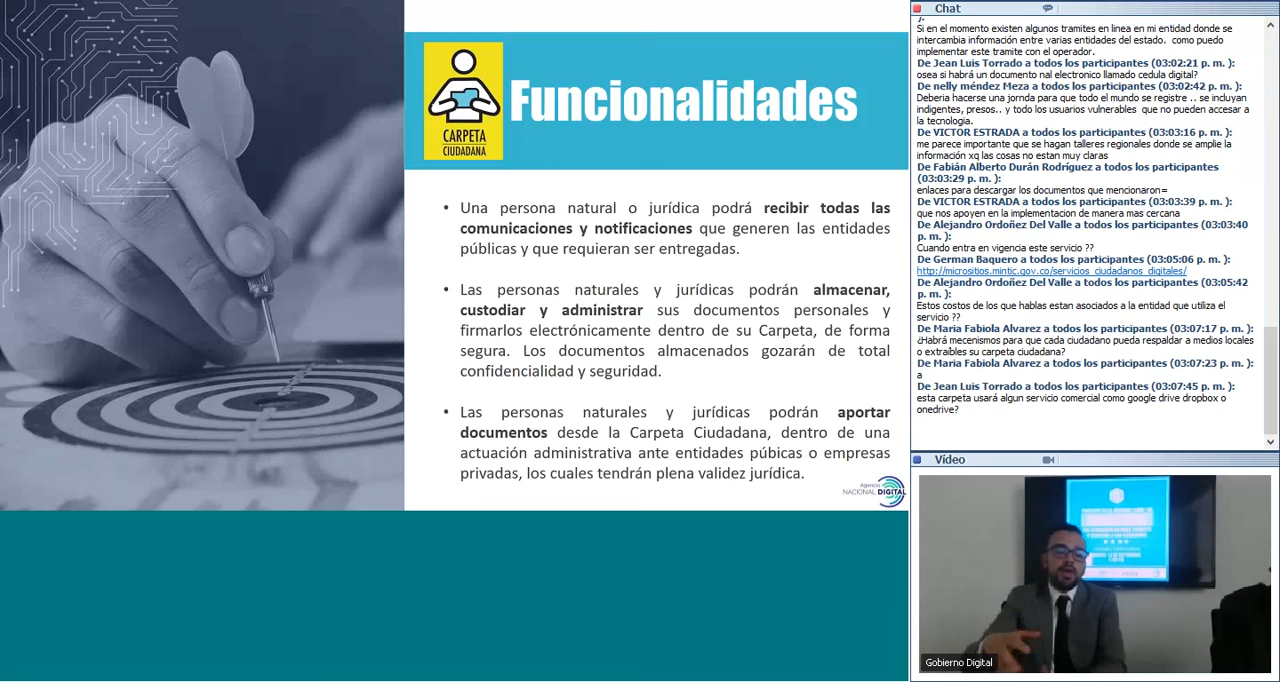 CARPETA
CIUDADANA
Funcionalidades
• Una persona natural o jurídica podrá recibir todas las
comunicaciones y notificaciones que generen las entidades
públicas y que requieran ser entregadas.
• Las personas naturales y jurídicas podrán almacenar,
custodiar y administrar sus documentos personales y
firmarlos electrónicamente dentro de su Carpeta, de forma
segura. Los documentos almacenados gozarán de total
confidencialidad y seguridad.
• Las personas naturales y jurídicas podrán aportar
documentos desde la Carpeta Ciudadana, dentro de una
actuación administrativa ante entidades púbicas o empresas
privadas, los cuales tendrán plena validez jurídica.
Agencia
NACIONAL DIGITAL
Chat
Si en el momento existen algunos tramites en linea en mi entidad donde se
intercambia información entre varias entidades del estado. como puedo
implementar este tramite con el operador.
De Jean Luis Torrado a todos los participantes (03:02:21 p. m. ):
osea si habrá un documento nal electronico llamado cedula digital?
De nelly méndez Meza a todos los participantes (03:02:42 p. m. ):
Deberia hacerse una jornda para que todo el mundo se registre .. se incluyan
indigentes, presos.. y todo los usuarios vulnerables que no pueden accesar a
la tecnologia.
De VICTOR ESTRADA a todos los participantes (03:03:16 p. m. ):
me parece importante que se hagan talleres regionales donde se amplie la
información xq las cosas no estan muy claras
De Fabián Alberto Durán Rodríguez a todos los participantes
(03:03:29 p. m. ):
enlaces para descargar los documentos que mencionaron=
De VICTOR ESTRADA a todos los participantes (03:03:39 p. m. ):
que nos apoyen en la implementacion de manera mas cercana
De Alejandro Ordoñez Del Valle a todos los participantes (03:03:40
p. m. ):
Cuando entra en vigencia este servicio ??
De German Baquero a todos los participantes (03:05:06 p. m. ):
http://micrositios.mintic.gov.co/servicios_ciudadanos_digitales/
De Alejandro Ordoñez Del Valle a todos los participantes (03:05:42
p. m. ):
Estos costos de los que hablas estan asociados a la entidad que utiliza el
servicio ??
De Maria Fabiola Alvarez a todos los participantes (03:07:17 p. m. ):
¿Habrá mecenismos para que cada ciudadano pueda respaldar a medios locales
o extraíbles su carpeta ciudadana?
De Maria Fabiola Alvarez a todos los participantes (03:07:23 p. m. ):
a
De Jean Luis Torrado a todos los participantes (03:07:45 p. m. ):
esta carpeta usará algun servicio comercial como google drive dropbox o
onedrive?
Vídeo
Gobierno Digital